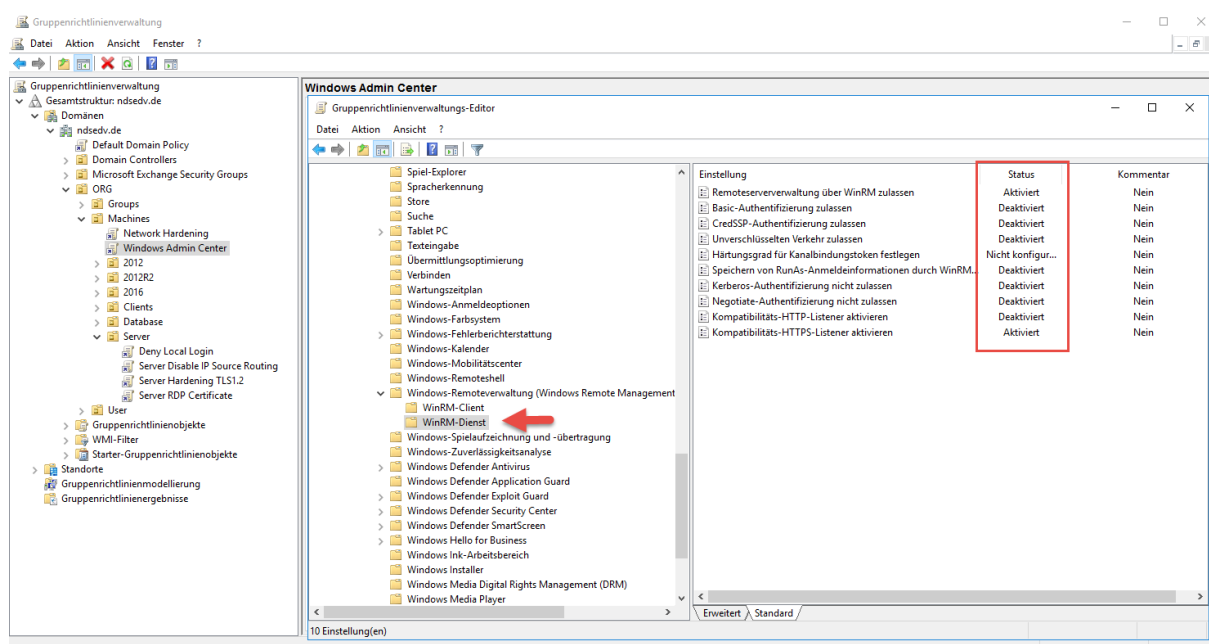 Gruppenrichtlinienverwaltung
Datei Aktion Ansicht Fenster ?
Gruppenrichtlinienverwaltung
Gesamtstruktur: ndsedv.de
Domänen
ndsedv.de
Default Domain Policy
Domain Controllers
Microsoft Exchange Security Groups
ORG
Groups
Machines
Network Hardening
Windows Admin Center
2012
2012R2
2016
Clients
Database
Server
Deny Local Login
Server Disable IP Source Routing
Server Hardening TLS1.2
Server RDP Certificate
User
Gruppenrichtlinienobjekte
WMI-Filter
Starter-Gruppenrichtlinienobjekte
Standorte
Gruppenrichtlinienmodellierung
Gruppenrichtlinienergebnisse
Windows Admin Center
Gruppenrichtlinienverwaltungs-Editor
Datei Aktion Ansicht ?
Spiel-Explorer
Spracherkennung
Store
Suche
Tablet PC
Texteingabe
Übermittlungsoptimierung
Verbinden
Wartungszeitplan
Windows-Anmeldeoptionen
Windows-Farbsystem
Windows-Fehlerberichterstattung
Windows-Kalender
Windows-Mobilitätscenter
Windows-Remoteshell
Windows-Remoteverwaltung (Windows Remote Management
WinRM-Client
WinRM-Dienst
Windows-Spielaufzeichnung und -übertragung
Windows-Zuverlässigkeitsanalyse
Windows Defender Antivirus
Windows Defender Application Guard
Windows Defender Exploit Guard
Windows Defender Security Center
Windows Defender SmartScreen
Windows Hello for Business
Windows Ink-Arbeitsbereich
Windows Installer
Windows Media Digital Rights Management (DRM)
Windows Media Player
Einstellung Status Kommentar
Remoteserververwaltung über WinRM zulassen Aktiviert Nein
Basic-Authentifizierung zulassen Deaktiviert Nein
CredSSP-Authentifizierung zulassen Deaktiviert Nein
Unverschlüsselten Verkehr zulassen Deaktiviert Nein
Härtungsgrad für Kanalbindungstoken festlegen Nicht konfigur... Nein
Speichern von RunAs-Anmeldeinformationen durch WinRM... Deaktiviert Nein
Kerberos-Authentifizierung nicht zulassen Deaktiviert Nein
Negotiate-Authentifizierung nicht zulassen Deaktiviert Nein
Kompatibilitäts-HTTP-Listener aktivieren Deaktiviert Nein
Kompatibilitäts-HTTPS-Listener aktivieren Aktiviert Nein
Erweitert Standard
10 Einstellung(en)